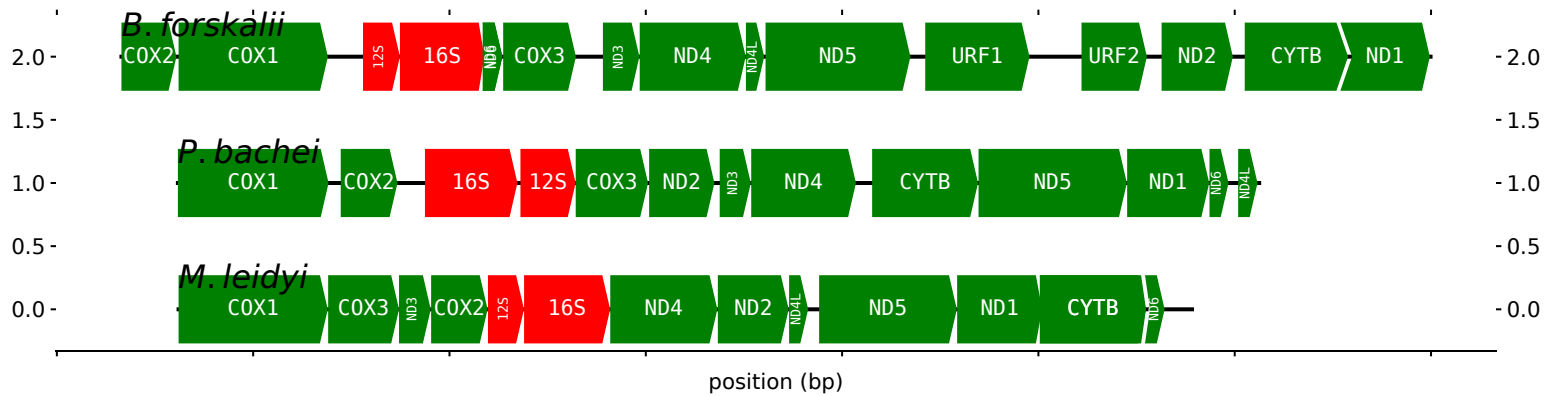 B. forskalii
2.0 COX2 COX1 12S 16S ND6 COX3 ND3 ND4 ND4L ND5 URF1 URF2 ND2 CYTB ND1 2.0
1.5 1.5
P. bachei
1.0 COX1 COX2 16S 12S COX3 ND2 ND3 ND4 CYTB ND5 ND1 ND6 ND4L 1.0
0.5 0.5
M. leidyi
0.0 COX1 COX3 ND3 COX2 12S 16S ND4 ND2 ND4L ND5 ND1 CYTB ND6 0.0
position (bp)